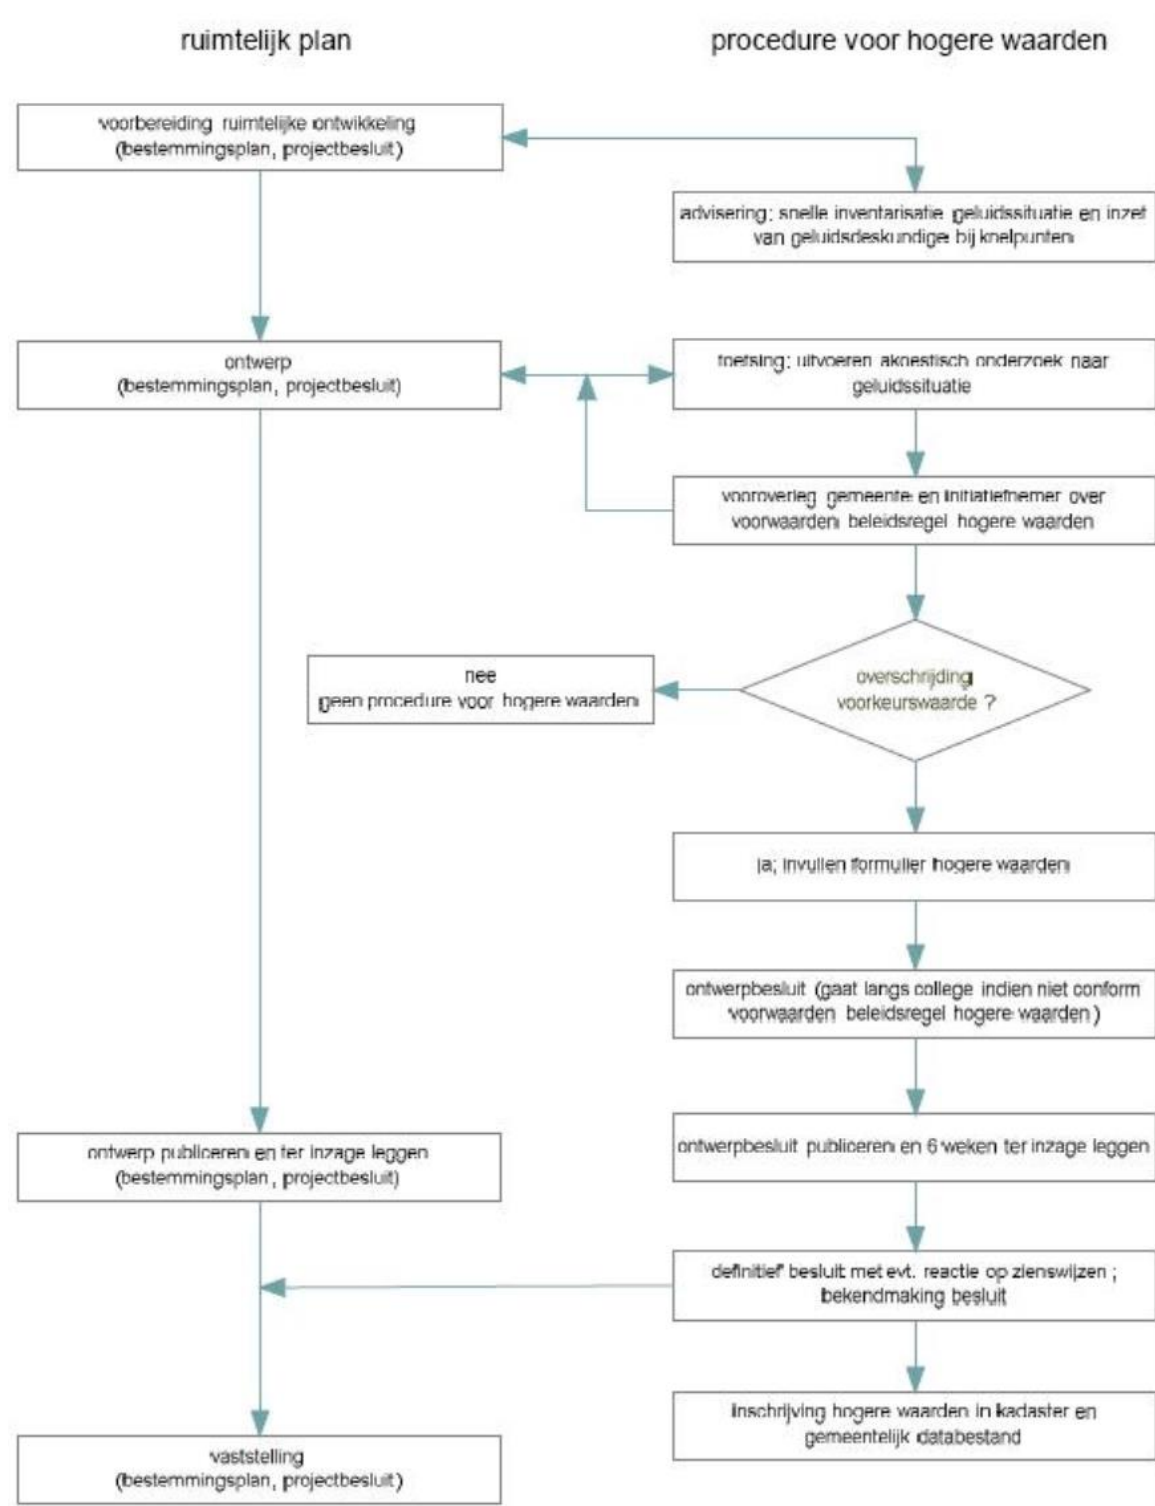 ruimtelijk plan
procedure voor hogere waarden
voorbereiding ruimtelijke ontwikkeling
(bestemmingsplan, projectbesluit)
advisering; snelle inventarisatie geluidssituatie en inzet
van geluidsdeskundige bij knelpunten
ontwerp
(bestemmingsplan, projectbesluit)
toetsing; uitvoeren akoestisch onderzoek naar
geluidssituatie
vooroverleg gemeente en initiatiefnemer over
voorwaarden beleidsregel hogere waarden
overschrijding
voorkeurswaarde ?
nee
geen procedure voor hogere waarden
ja; invullen formulier hogere waarden
ontwerpbesluit (gaat langs college indien niet conform
voorwaarden beleidsregel hogere waarden)
ontwerp publiceren en ter inzage leggen
(bestemmingsplan, projectbesluit)
ontwerpbesluit publiceren en 6 weken ter inzage leggen
definitief besluit met evt. reactie op zienswijzen ;
bekendmaking besluit
inschrijving hogere waarden in kadaster en
gemeentelijk databestand
vaststelling
(bestemmingsplan, projectbesluit)